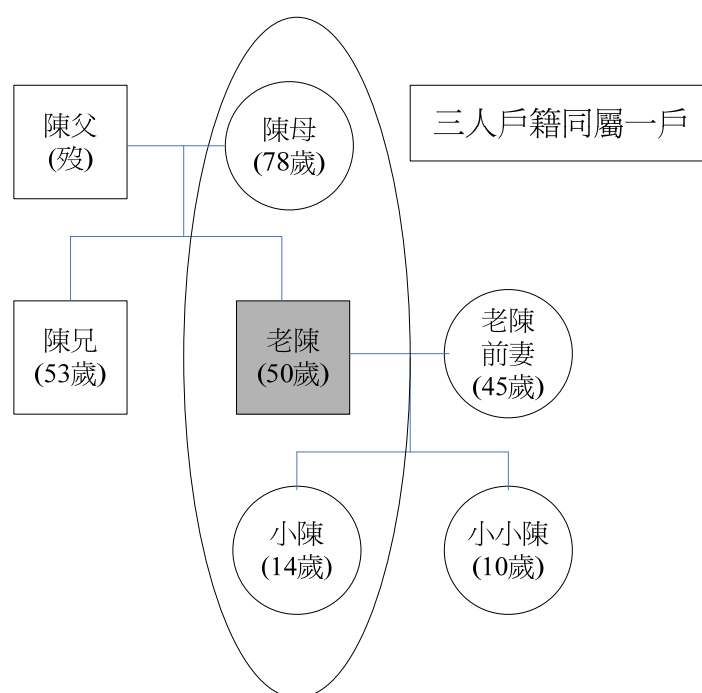 陳父
(歿)
陳母
(78歲)
三人戶籍同屬一戶
陳兄
(53歲)
老陳
(50歲)
老陳
前妻
(45歲)
小陳
(14歲)
小小陳
(10歲)